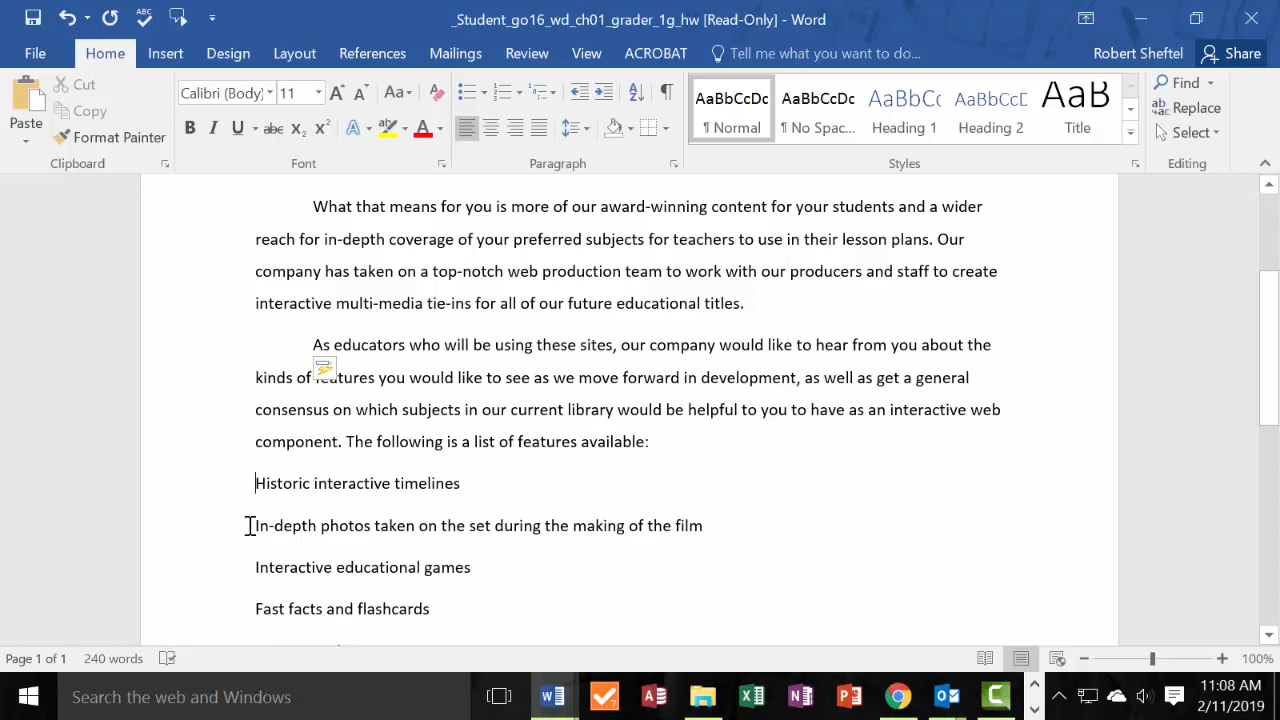 ABC
_Student_go16_wd_ch01_grader_1g_hw [Read-Only] - Word
File Home Insert Design Layout References Mailings Review View ACROBAT Tell me what you want to do... Robert Sheftel Share
Paste
Cut
Copy
Format Painter
Clipboard
Calibri (Body) 11 A A Aa A
B I U abc X₂ X² A ab A
Font
Paragraph
AaBbCcDc
¶ Normal
AaBbCcDc
¶ No Spac...
AaBbCc
Heading 1
AaBbCcD
Heading 2
AaB
Title
Styles
Find
Replace
Select
Editing
What that means for you is more of our award-winning content for your students and a wider
reach for in-depth coverage of your preferred subjects for teachers to use in their lesson plans. Our
company has taken on a top-notch web production team to work with our producers and staff to create
interactive multi-media tie-ins for all of our future educational titles.
As educators who will be using these sites, our company would like to hear from you about the
kinds of features you would like to see as we move forward in development, as well as get a general
consensus on which subjects in our current library would be helpful to you to have as an interactive web
component. The following is a list of features available:
Historic interactive timelines
In-depth photos taken on the set during the making of the film
Interactive educational games
Fast facts and flashcards
Page 1 of 1 240 words 100%
Search the web and Windows
11:08 AM
2/11/2019